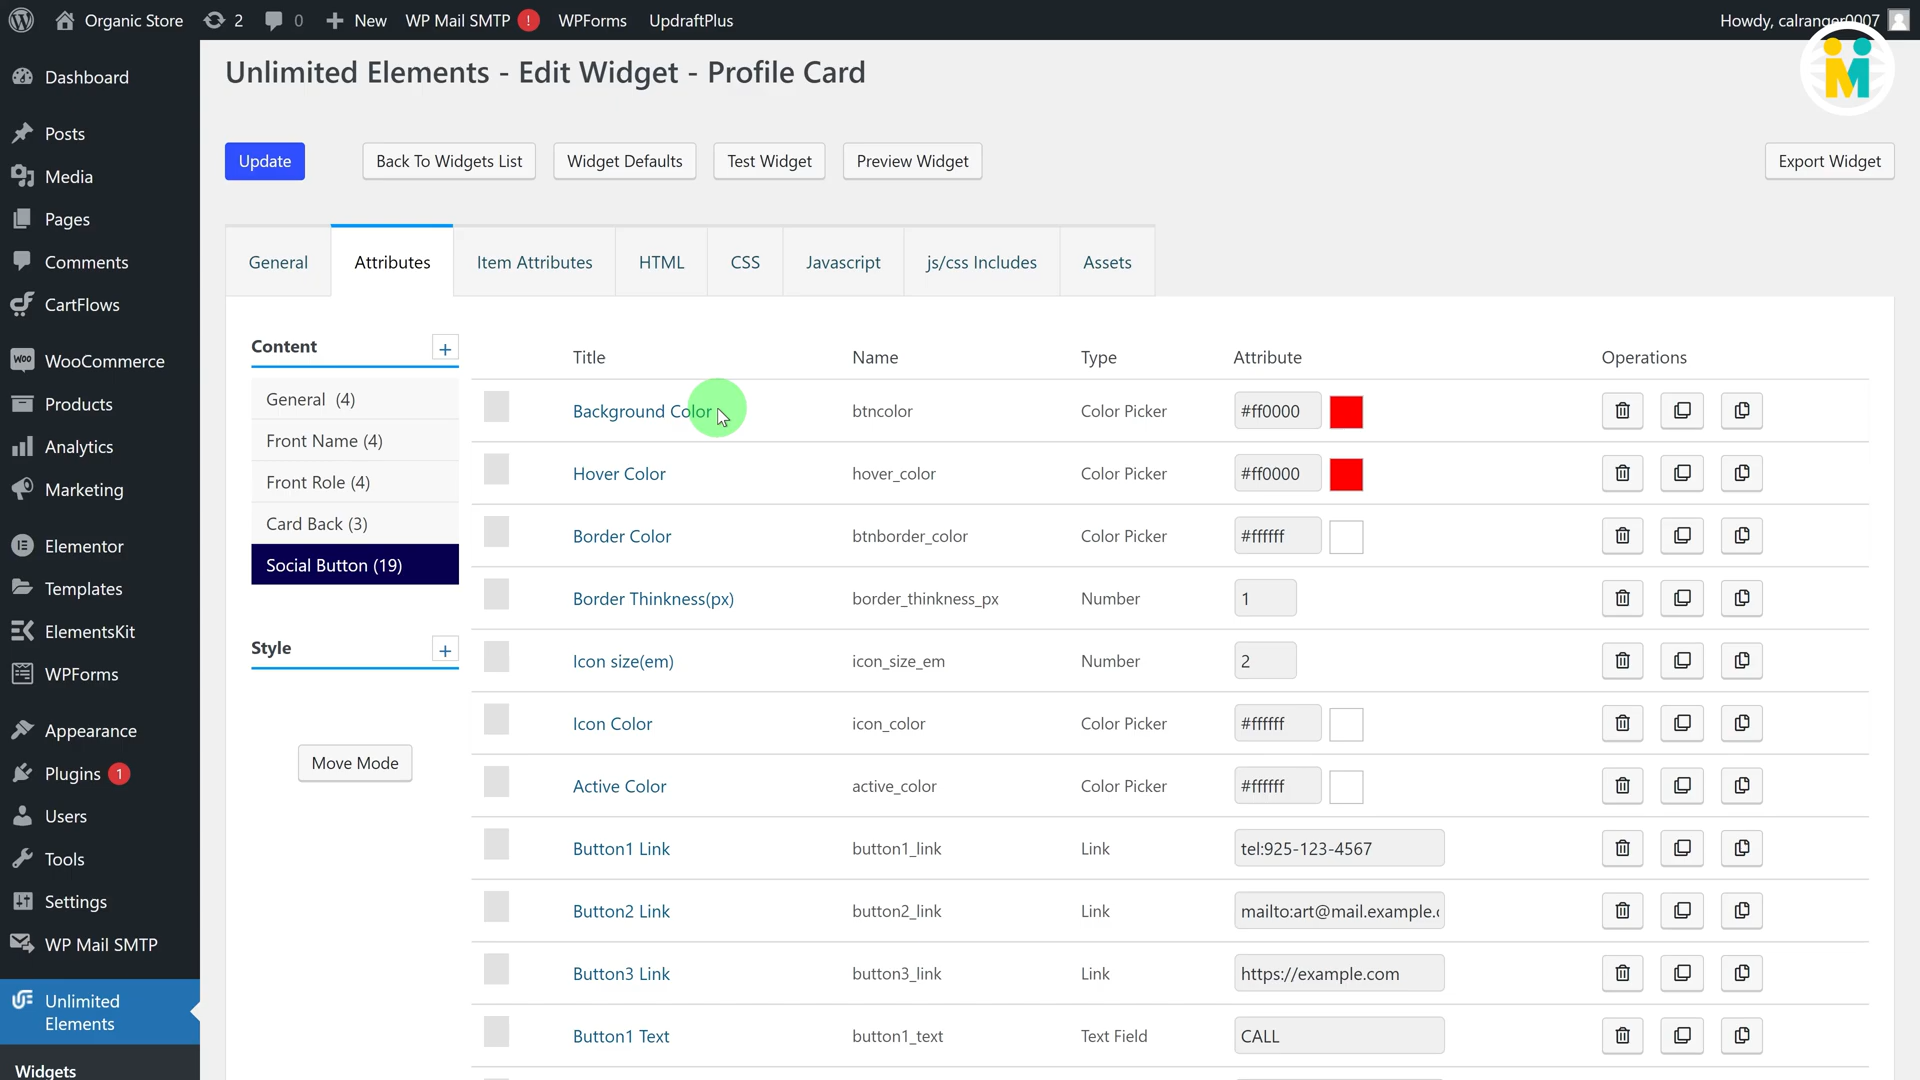 Organic Store 2 0 New WP Mail SMTP ! WPForms UpdraftPlus Howdy, calranger0007
M
Unlimited Elements - Edit Widget - Profile Card
Update Back To Widgets List Widget Defaults Test Widget Preview Widget Export Widget
General Attributes Item Attributes HTML CSS Javascript js/css Includes Assets
Dashboard
Posts
Media
Pages
Comments
CartFlows
WooCommerce
Products
Analytics
Marketing
Elementor
Templates
ElementsKit
WPForms
Appearance
Plugins 1
Users
Tools
Settings
WP Mail SMTP
Unlimited
Elements
Widgets
Content +
General (4)
Front Name (4)
Front Role (4)
Card Back (3)
Social Button (19)
Style +
Move Mode
Title Name Type Attribute Operations
Background Color btncolor Color Picker #ff0000
Hover Color hover_color Color Picker #ff0000
Border Color btnborder_color Color Picker #ffffff
Border Thinkness(px) border_thinkness_px Number 1
Icon size(em) icon_size_em Number 2
Icon Color icon_color Color Picker #ffffff
Active Color active_color Color Picker #ffffff
Button1 Link button1_link Link tel:925-123-4567
Button2 Link button2_link Link mailto:art@mail.example.
Button3 Link button3_link Link https://example.com
Button1 Text button1_text Text Field CALL